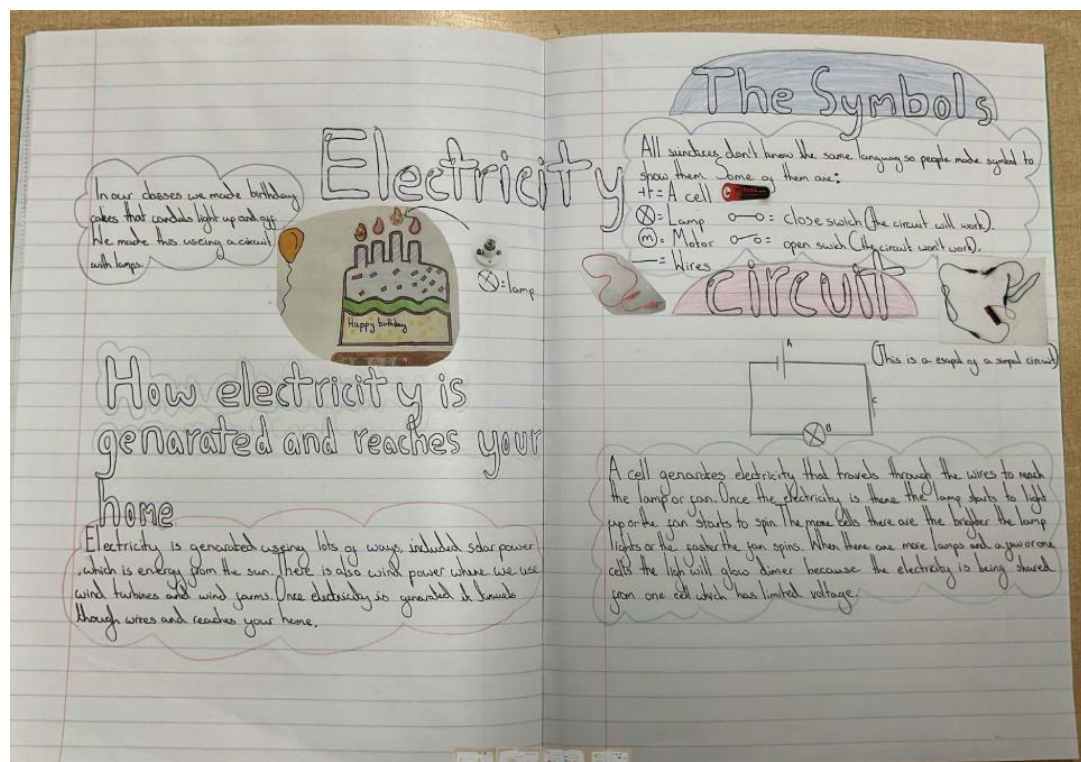 Electricity
In our classes we made birthday
cakes that candels light up and off.
We made this useing a circuit
with lamps.
= lamp
Happy birthday
How electricity is
genarated and reaches your
home
Electricity is genarated useing lots of ways, included solar power
, which is energy from the sun. There is also wind power where we use
wind turbines and wind farms. Once electricity is genarated it travels
though wires and reaches your home.
The Symbols
All don't know the same languag so people made symbol to
show them. Some of them are:
= A cell
= Lamp = close swich (the circuit will work).
M = Motor = open swich (the circuit won't work).
= Wires
circuit
A
(This is a of a simpal circuit)
C
B
A cell genarates electricity that travels through the wires to reach
the lamp or fan. Once the electricity is there the lamp starts to light
up or the fan starts to spin. The more cells there are the brighter the lamp
lights or the faster the fan spins. When there are more lamps and a few or one
cells the ligh will glow dimer because the electricity is being shared
from one cell which has limited voltage.